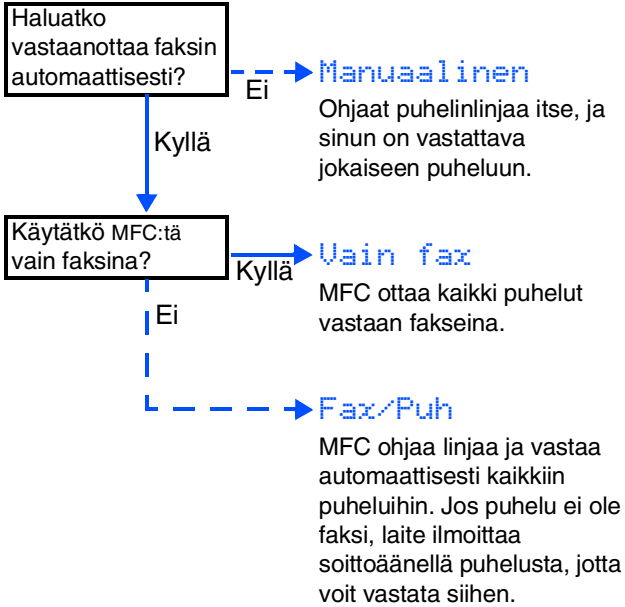 Haluatko
vastaanottaa faksin
automaattisesti?
Ei
Manuaalinen
Ohjaat puhelinlinjaa itse, ja
sinun on vastattava
jokaiseen puheluun.
Kyllä
Käytätkö MFC:tä
vain faksina?
Kyllä
Vain fax
MFC ottaa kaikki puhelut
vastaan fakseina.
Ei
Fax/Puh
MFC ohjaa linjaa ja vastaa
automaattisesti kaikkiin
puheluihin. Jos puhelu ei ole
faksi, laite ilmoittaa
soittoäänellä puhelusta, jotta
voit vastata siihen.